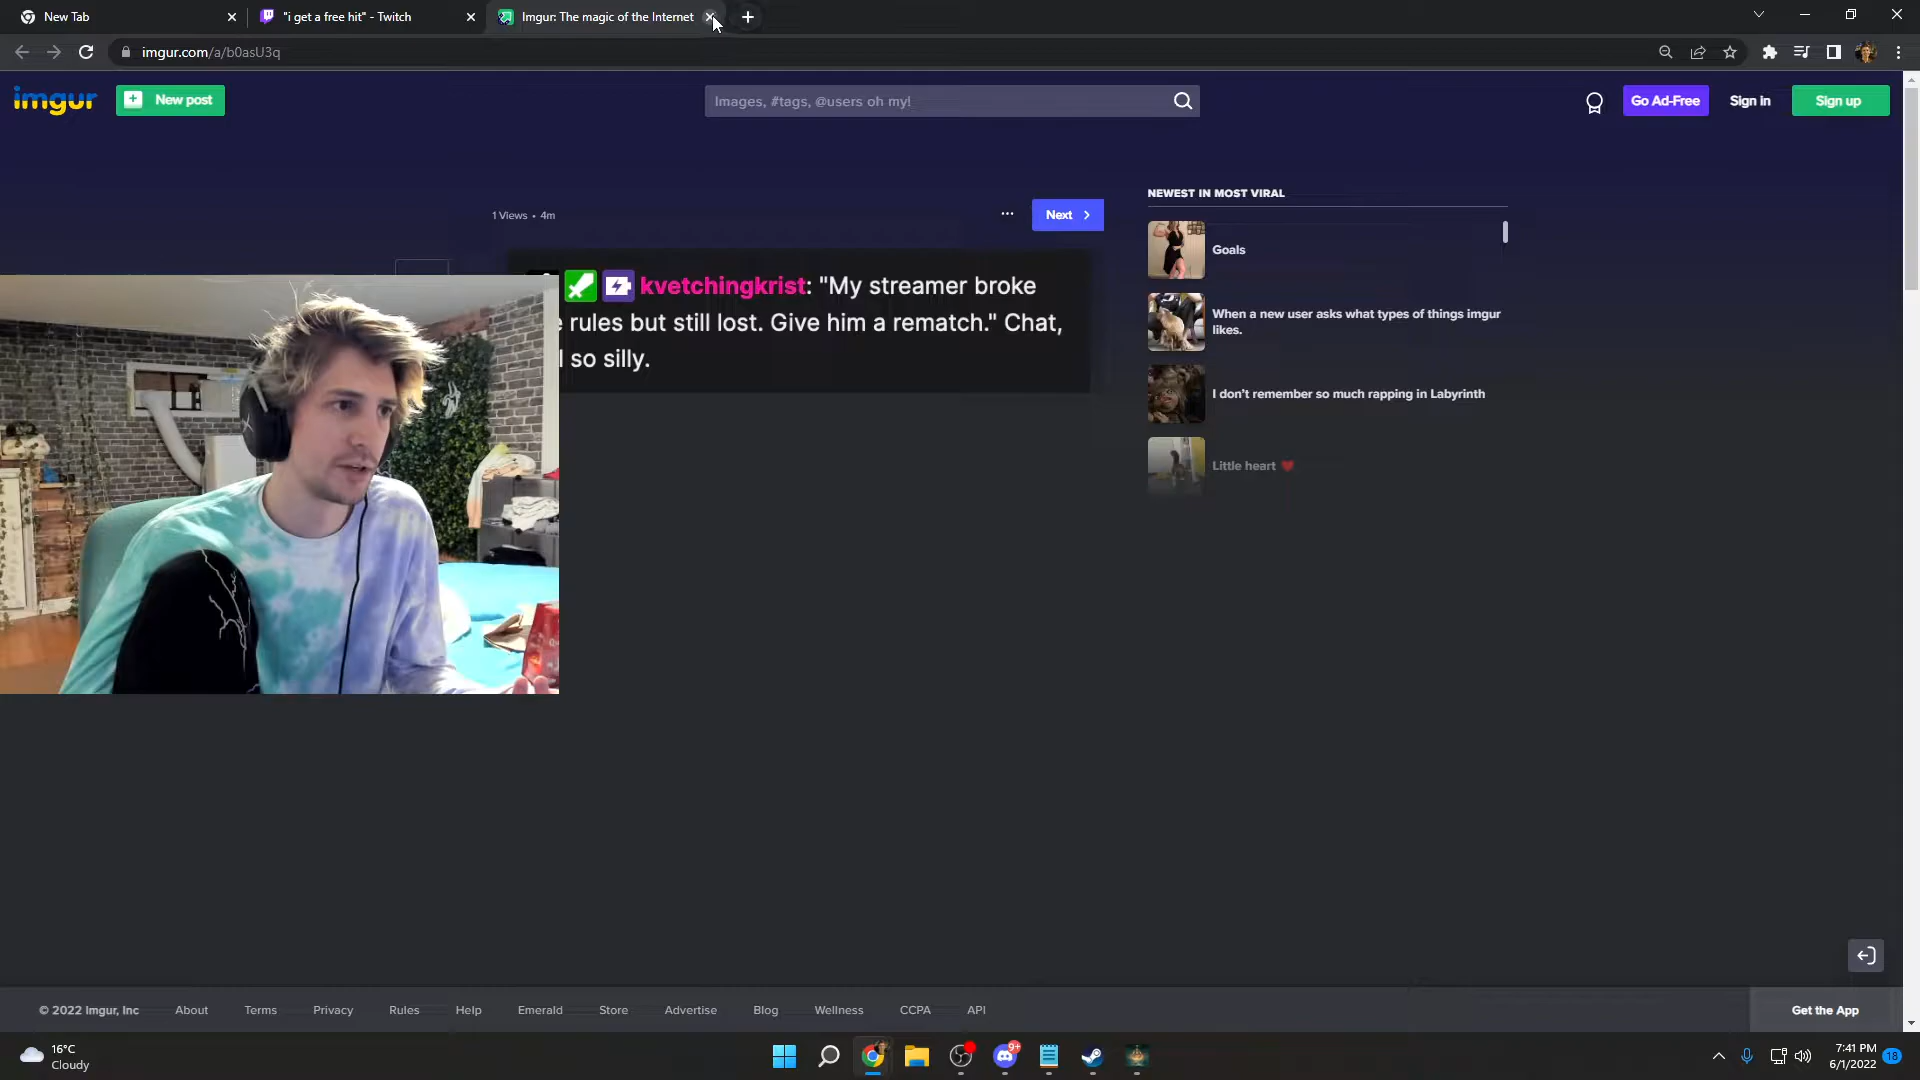 New Tab
"i get a free hit" - Twitch
Imgur: The magic of the Internet
imgur.com/a/b0asU3q
imgur
New post
Images, #tags, @users oh my!
Go Ad-Free
Sign in
Sign up
1 Views • 4m
Next
NEWEST IN MOST VIRAL
Goals
When a new user asks what types of things imgur
likes.
I don't remember so much rapping in Labyrinth
Little heart ❤
kvetchingkrist: "My streamer broke
rules but still lost. Give him a rematch." Chat,
so silly.
© 2022 Imgur, Inc
About
Terms
Privacy
Rules
Help
Emerald
Store
Advertise
Blog
Wellness
CCPA
API
Get the App
16°C
Cloudy
9+
7:41 PM
6/1/2022
18